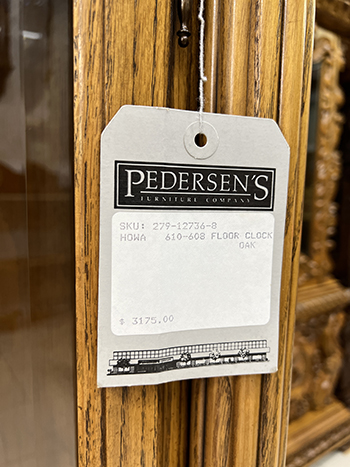 PEDERSEN'S
FURNITURE COMPANY
SKU: 279-12736-8
HOWA 610-608 FLOOR CLOCK
OAK
$ 3175.00